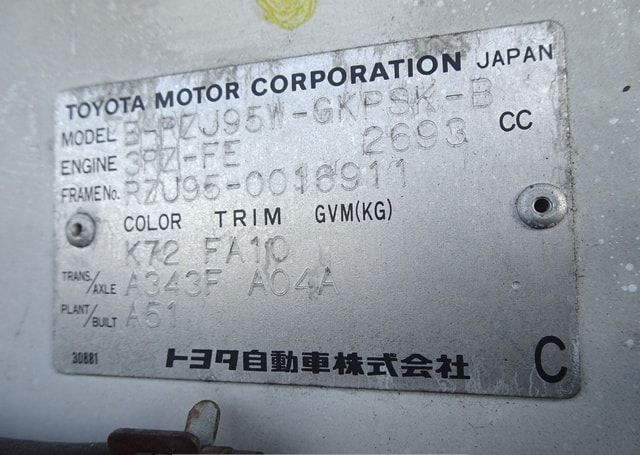 TOYOTA MOTOR CORPORATION JAPAN
MODEL B-RZJ95W-GKPSK-B
ENGINE 3RZ-FE 2693 CC
FRAME No. RZJ95-0016911
COLOR TRIM GVM(KG)
K72 FA10
TRANS./AXLE A343F A04A
PLANT/BUILT A51
30881
トヨタ自動車株式会社 C